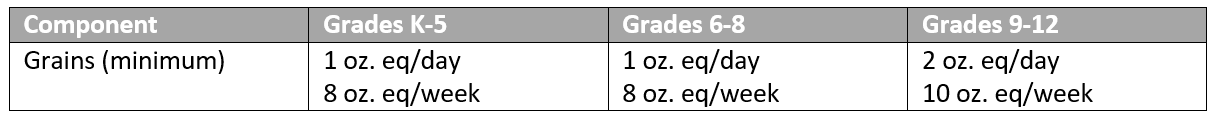 Component Grades K-5 Grades 6-8 Grades 9-12
Grains (minimum) 1 oz. eq/day 1 oz. eq/day 2 oz. eq/day
8 oz. eq/week 8 oz. eq/week 10 oz. eq/week